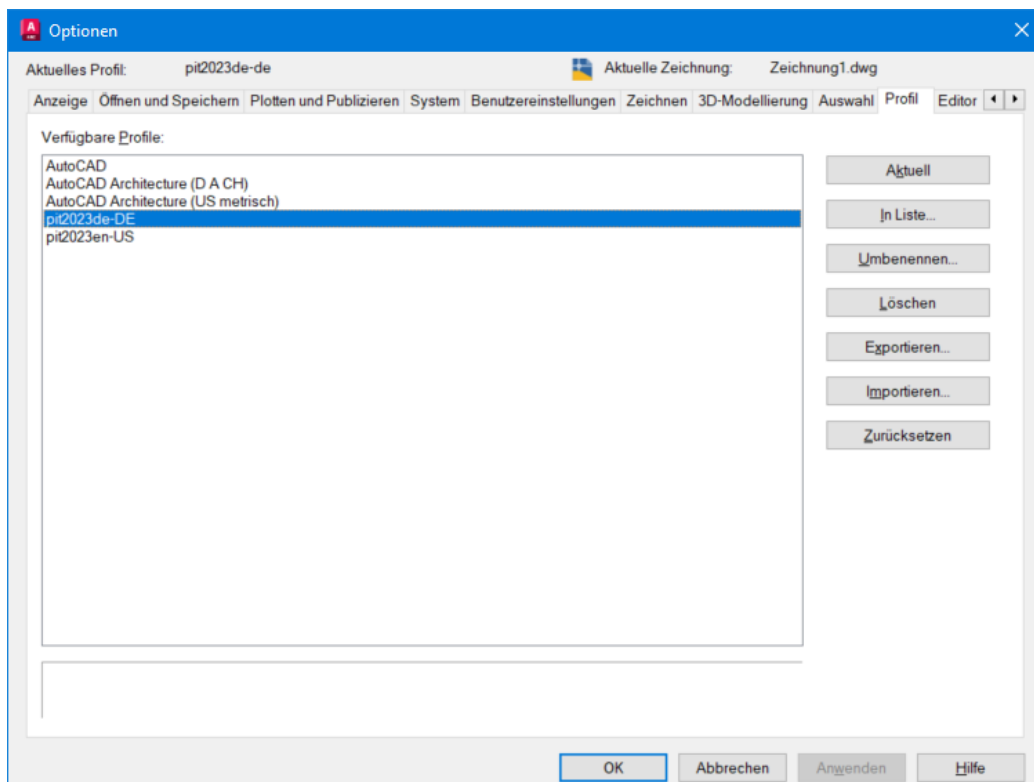 Optionen
Aktuelles Profil: pit2023de-de Aktuelle Zeichnung: Zeichnung1.dwg
Anzeige Öffnen und Speichern Plotten und Publizieren System Benutzereinstellungen Zeichnen 3D-Modellierung Auswahl Profil Editor
Verfügbare Profile:
AutoCAD
AutoCAD Architecture (D A CH)
AutoCAD Architecture (US metrisch)
pit2023de-DE
pit2023en-US
Aktuell
In Liste...
Umbenennen...
Löschen
Exportieren...
Importieren...
Zurücksetzen
OK Abbrechen Anwenden Hilfe